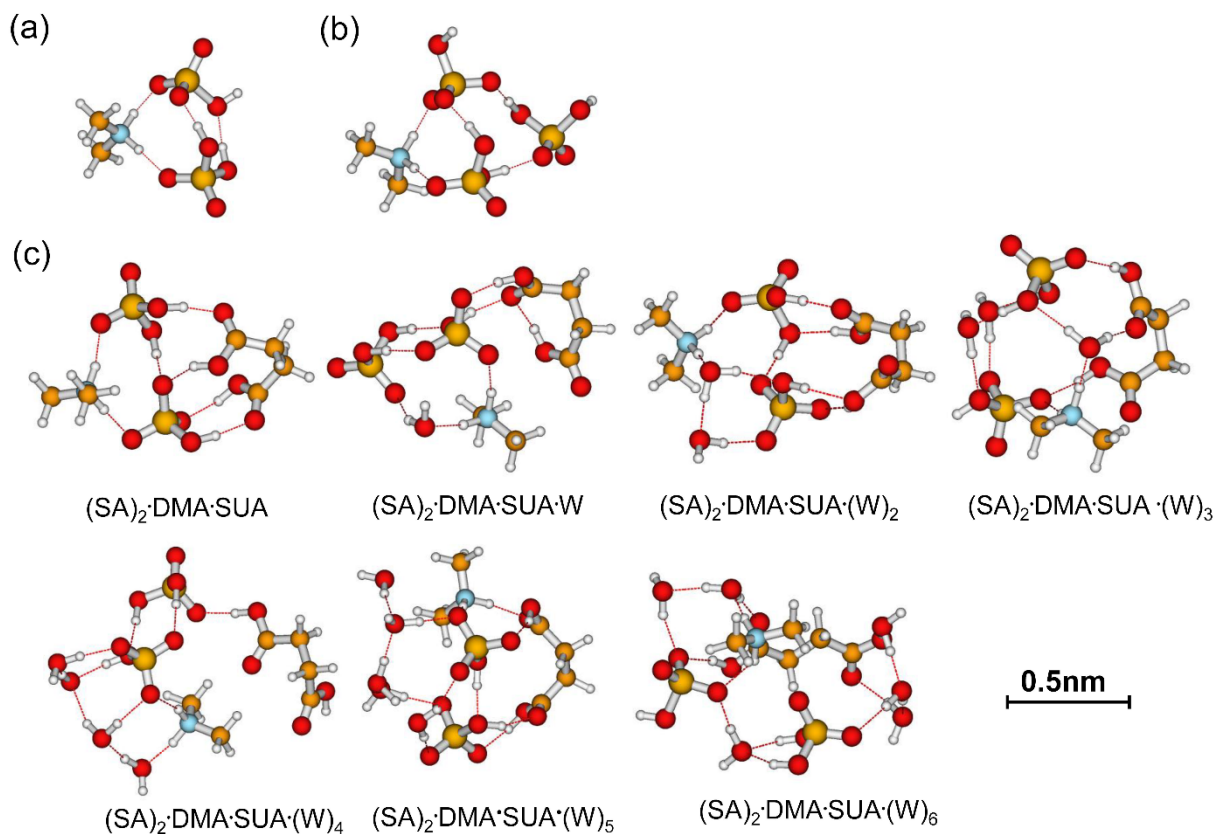 (a)
(b)
(c)
(SA)₂·DMA·SUA
(SA)₂·DMA·SUA·W
(SA)₂·DMA·SUA·(W)₂
(SA)₂·DMA·SUA ·(W)₃
0.5nm
(SA)₂·DMA·SUA·(W)₄
(SA)₂·DMA·SUA·(W)₅
(SA)₂·DMA·SUA·(W)₆